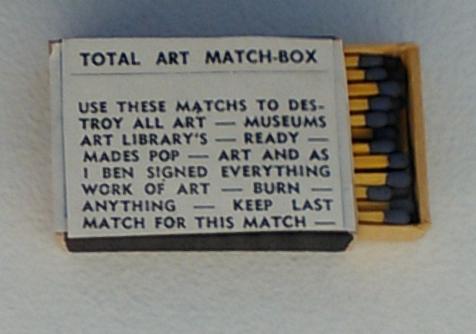 TOTAL ART MATCH-BOX
USE THESE MATCHS TO DES-
TROY ALL ART — MUSEUMS
ART LIBRARY'S — READY —
MADES POP — ART AND AS
I BEN SIGNED EVERYTHING
WORK OF ART — BURN —
ANYTHING — KEEP LAST
MATCH FOR THIS MATCH —